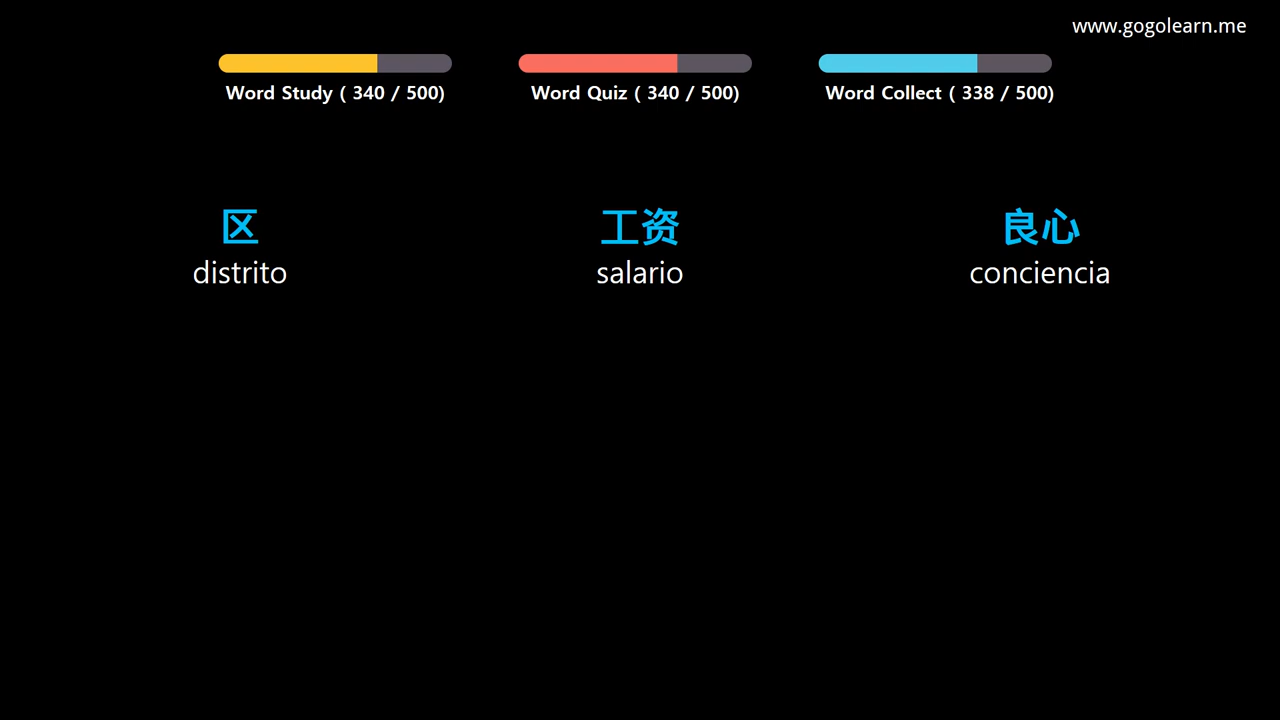 www.gogolearn.me
Word Study ( 340 / 500)
Word Quiz ( 340 / 500)
Word Collect ( 338 / 500)
区
distrito
工资
salario
良心
conciencia